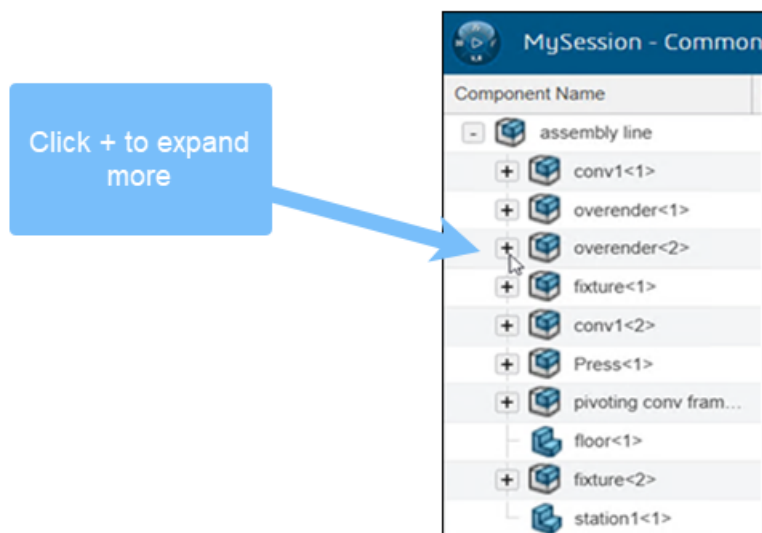 Click + to expand
more
MySession - Common
Component Name
assembly line
conv1<1>
overender<1>
overender<2>
fixture<1>
conv1<2>
Press<1>
pivoting conv fram...
floor<1>
fixture<2>
station1<1>